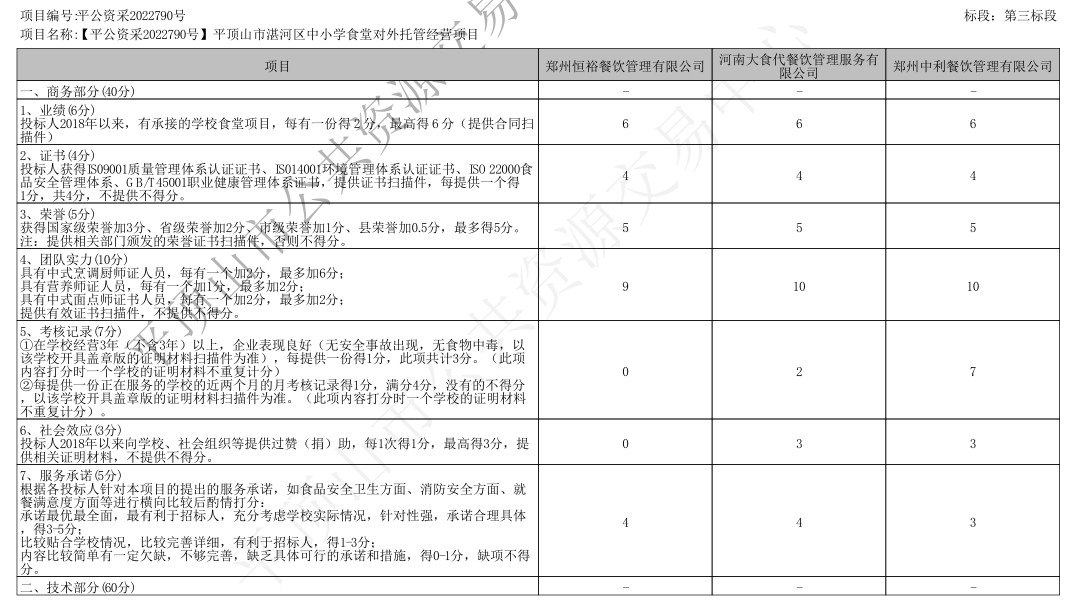 项目编号:平公资采2022790号 标段：第三标段
项目名称:【平公资采2022790号】平顶山市湛河区中小学食堂对外托管经营项目
项目 郑州恒裕餐饮管理有限公司 河南大食代餐饮管理服务有限公司 郑州中利餐饮管理有限公司
一、商务部分(40分) - - -
1、业绩(6分)
投标人2018年以来，有承接的学校食堂项目，每有一份得2分，最高得6分（提供合同扫
描件） 6 6 6
2、证书(4分)
投标人获得IS09001质量管理体系认证证书、IS014001环境管理体系认证证书、ISO 22000食
品安全管理体系、GB/T45001职业健康管理体系证书，提供证书扫描件，每提供一个得
1分，共4分，不提供不得分。 4 4 4
3、荣誉(5分)
获得国家级荣誉加3分、省级荣誉加2分、市级荣誉加1分、县荣誉加0.5分，最多得5分。
注：提供相关部门颁发的荣誉证书扫描件，否则不得分。 5 5 5
4、团队实力(10分)
具有中式烹调厨师证人员，每有一个加2分，最多加6分；
具有营养师证人员，每有一个加1分，最多加2分；
具有中式面点师证书人员，每有一个加2分，最多加2分；
提供有效证书扫描件，不提供不得分。 9 10 10
5、考核记录(7分)
①在学校经营3年（不含3年）以上，企业表现良好（无安全事故出现，无食物中毒，以
该学校开具盖章版的证明材料扫描件为准），每提供一份得1分，此项共计3分。（此项
内容打分时一个学校的证明材料不重复计分）
②每提供一份正在服务的学校的近两个月的月考核记录得1分，满分4分，没有的不得分
，以该学校开具盖章版的证明材料扫描件为准。（此项内容打分时一个学校的证明材料
不重复计分）。 0 2 7
6、社会效应(3分)
投标人2018年以来向学校、社会组织等提供过赞（捐）助，每1次得1分，最高得3分，提
供相关证明材料，不提供不得分。 0 3 3
7、服务承诺(5分)
根据各投标人针对本项目的提出的服务承诺，如食品安全卫生方面、消防安全方面、就
餐满意度方面等进行横向比较后酌情打分：
承诺最优最全面，最有利于招标人，充分考虑学校实际情况，针对性强，承诺合理具体
，得3-5分；
比较贴合学校情况，比较完善详细，有利于招标人，得1-3分；
内容比较简单有一定欠缺，不够完善，缺乏具体可行的承诺和措施，得0-1分，缺项不得
分。 4 4 3
二、技术部分(60分) - - -
平顶山市公共资源交
平顶山市公共资源交易中心